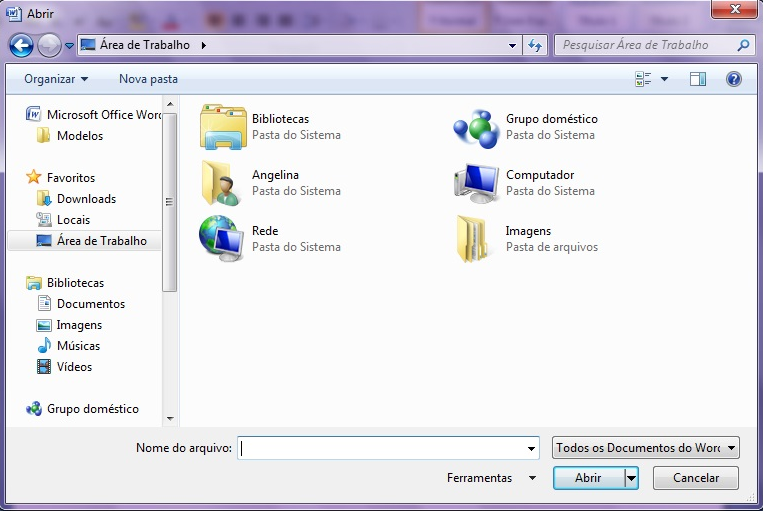 Abrir
Área de Trabalho
Pesquisar Área de Trabalho
Organizar
Nova pasta
Microsoft Office Wor
Modelos
Favoritos
Downloads
Locais
Área de Trabalho
Bibliotecas
Documentos
Imagens
Músicas
Vídeos
Grupo doméstico
Bibliotecas
Pasta do Sistema
Grupo doméstico
Pasta do Sistema
Angelina
Pasta do Sistema
Computador
Pasta do Sistema
Rede
Pasta do Sistema
Imagens
Pasta de arquivos
Nome do arquivo:
Todos os Documentos do Wor
Ferramentas
Abrir
Cancelar